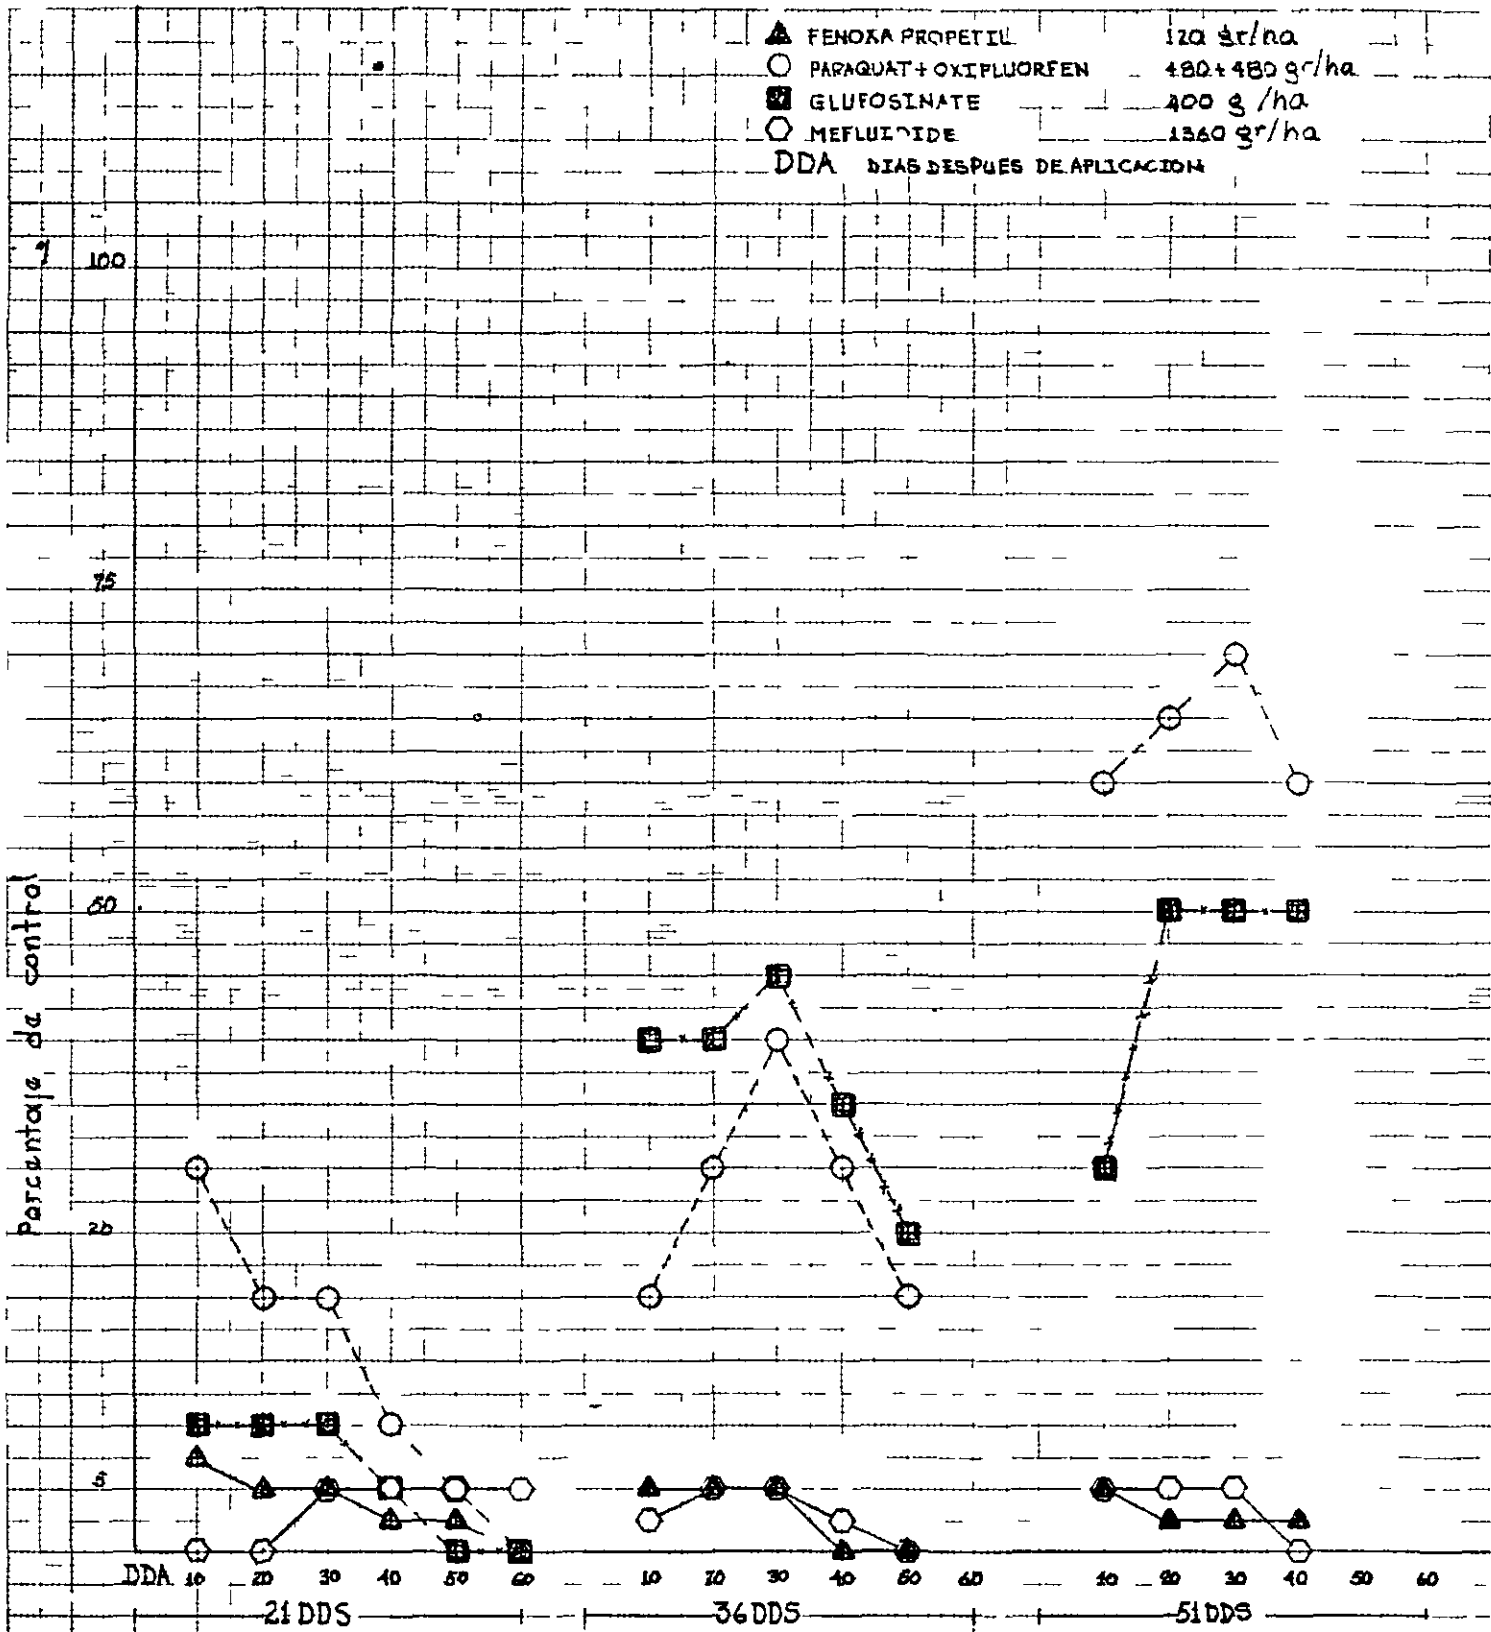 FENOXA PROPETIL 120 gr/ha
PARAQUAT + OXIFLUORFEN 480+480 gr/ha
GLUFOSINATE 400 g /ha
MEFLUIDIDE 1360 gr/ha
DDA DIAS DESPUES DE APLICACION
100
75
50
20
5
Porcentaje de control
DDA 10 20 30 40 50 60 10 20 30 40 50 60 10 20 30 40 50 60
21 DDS 36 DDS 51 DDS